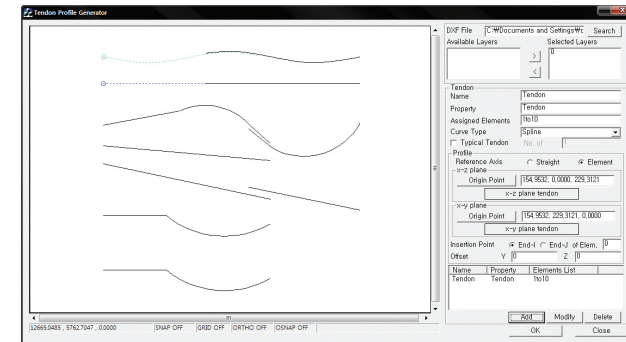 Tendon Profile Generator
DXF File C:₩Documents and Settings₩c Search
Available Layers Selected Layers
0
>
<
Tendon
Name Tendon
Property Tendon
Assigned Elements 1to10
Curve Type Spline
Typical Tendon No. of 1
Profile
Reference Axis Straight Element
x-z plane
Origin Point 154,9532, 0,0000, 229,3121
x-z plane tendon
x-y plane
Origin Point 154,9532, 229,3121, 0,0000
x-y plane tendon
Insertion Point End-I End-J of Elem, 0
Offset Y 0 Z 0
Name Property Elements List
Tendon Tendon 1to10
Add Modify Delete
OK Close
12665.0485 , 5762.7047 , 0.0000 SNAP OFF GRID OFF ORTHO OFF OSNAP OFF